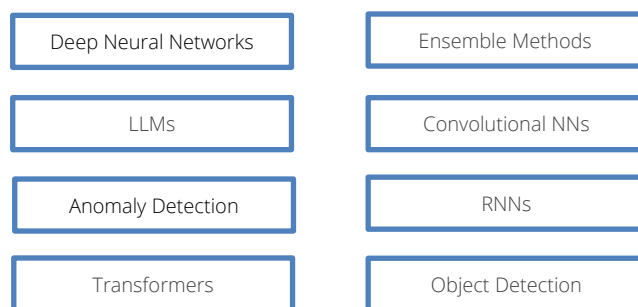 Deep Neural Networks
Ensemble Methods
LLMs
Convolutional NNs
Anomaly Detection
RNNs
Transformers
Object Detection